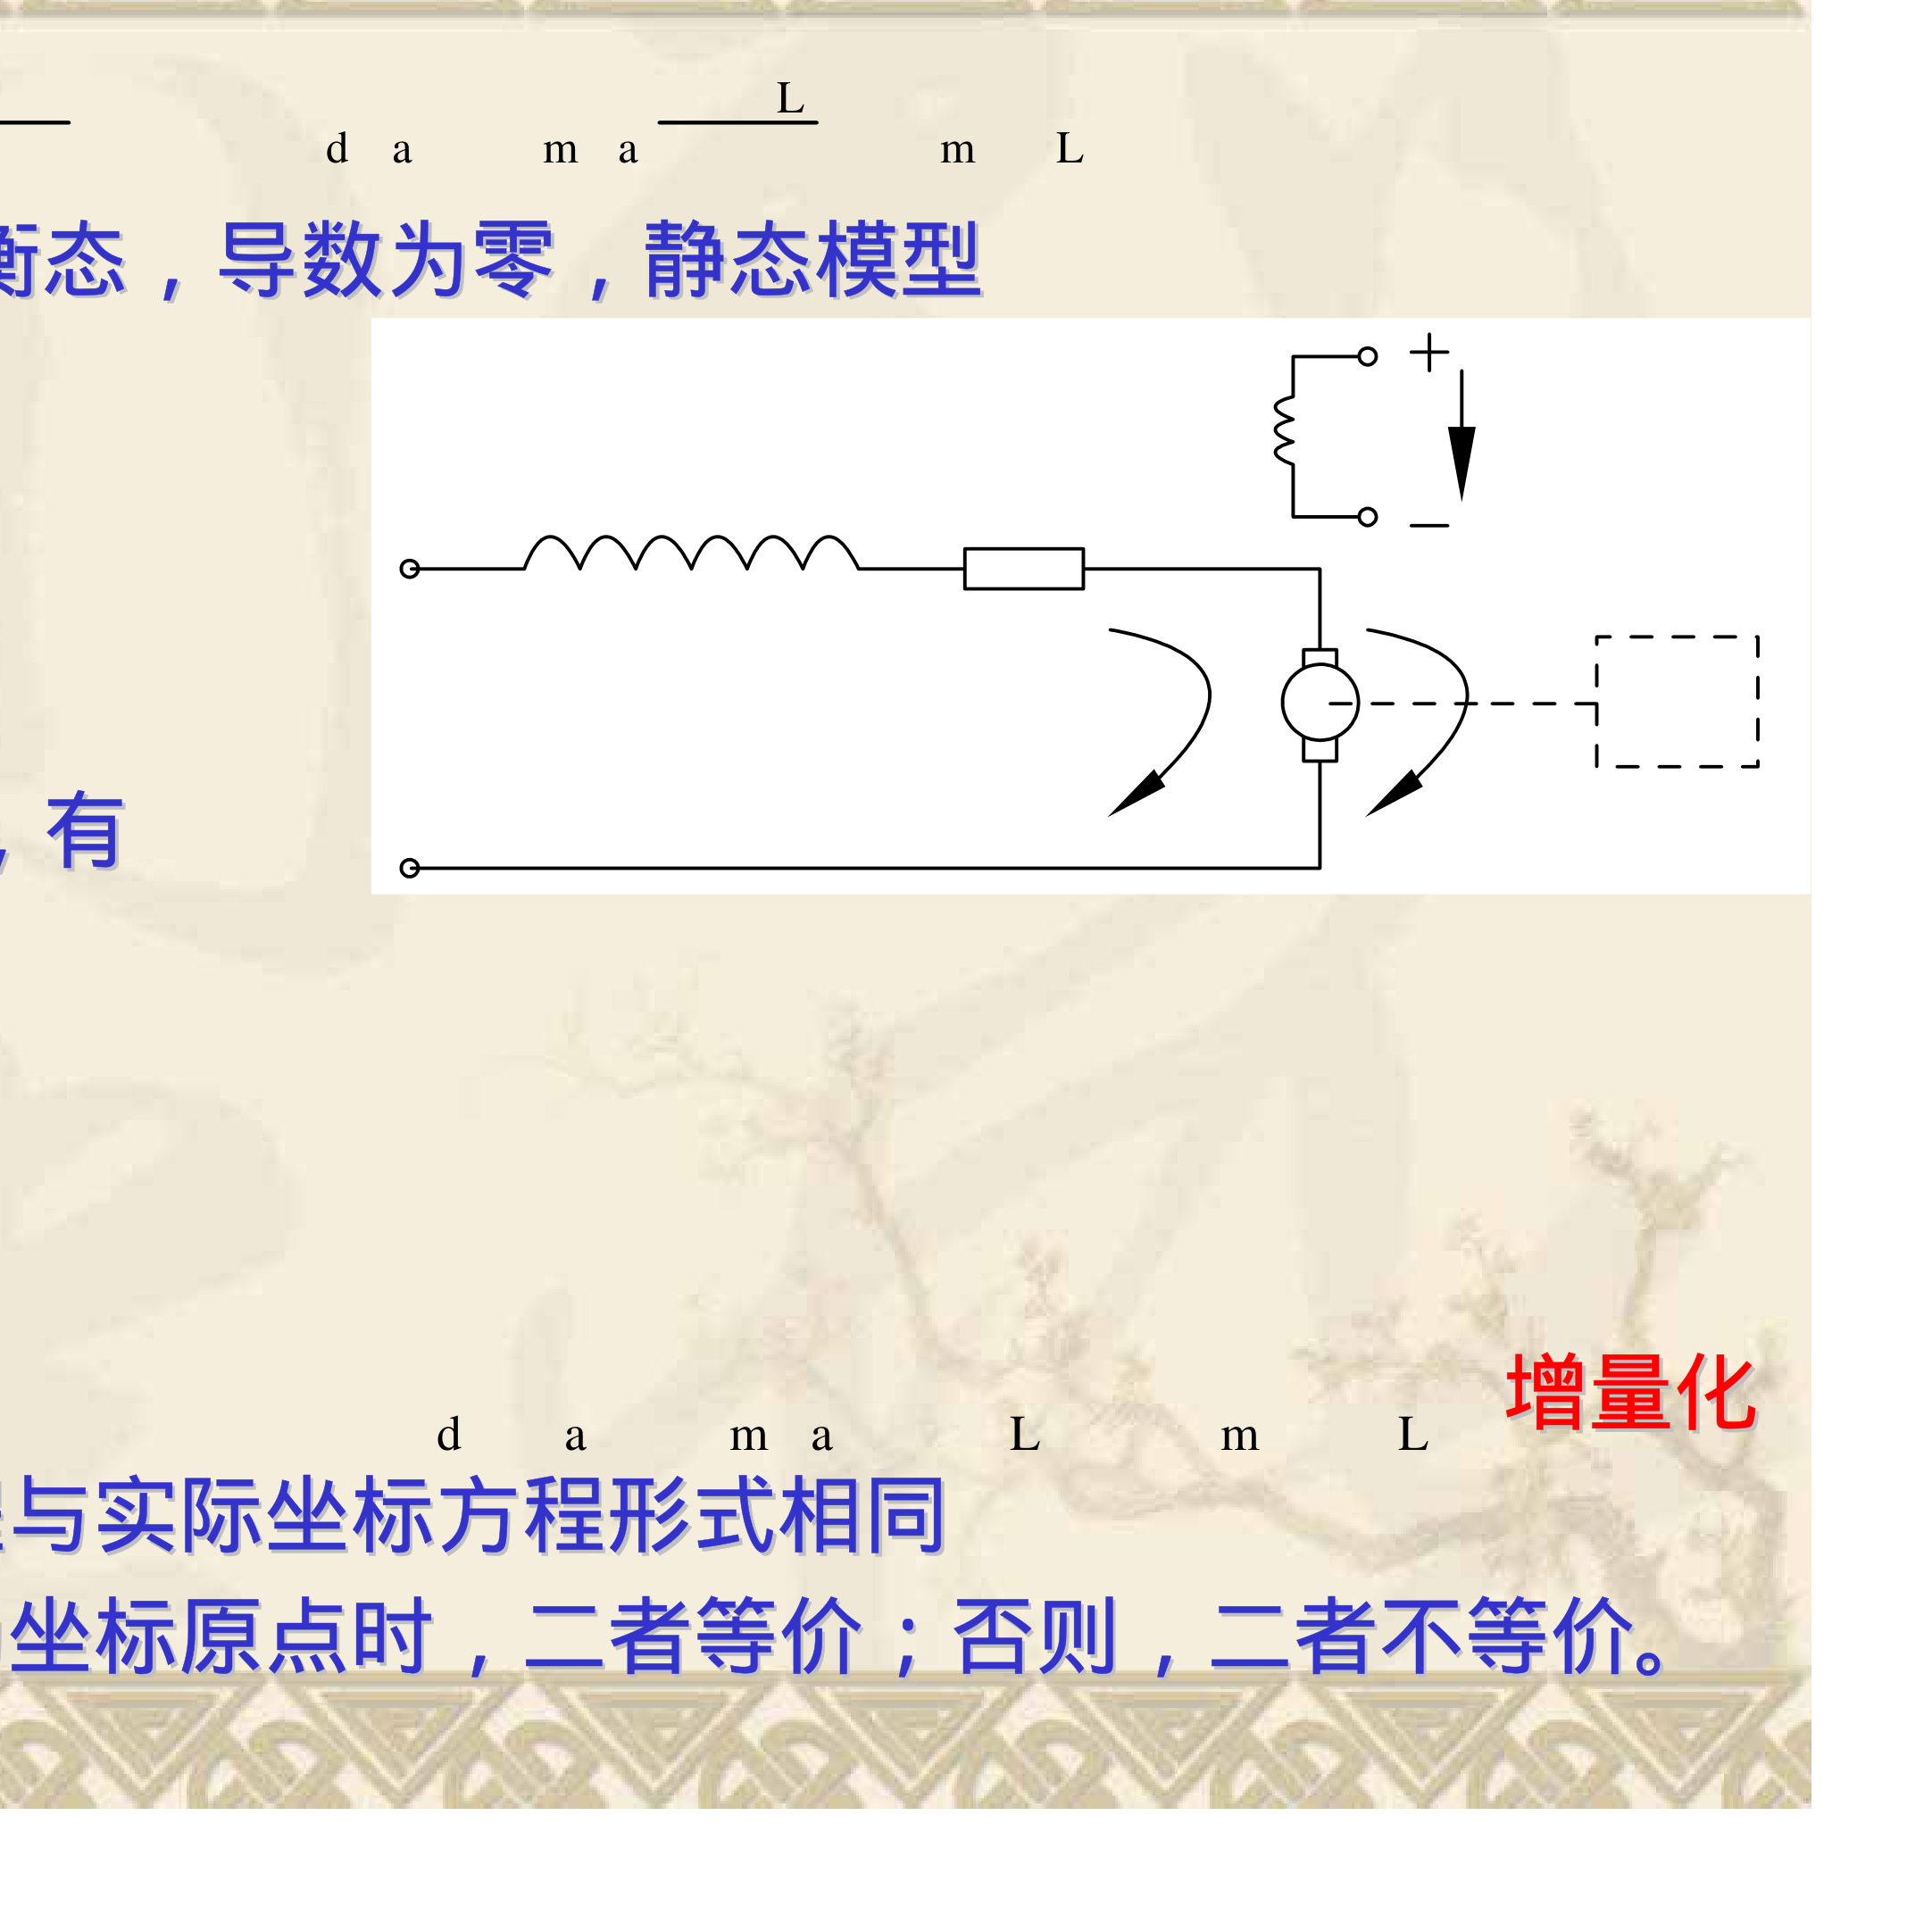 L
d a m a m L
衡态，导数为零，静态模型
+
−
，有
增量化
d a m a L m L
与实际坐标方程形式相同
坐标原点时，二者等价；否则，二者不等价。